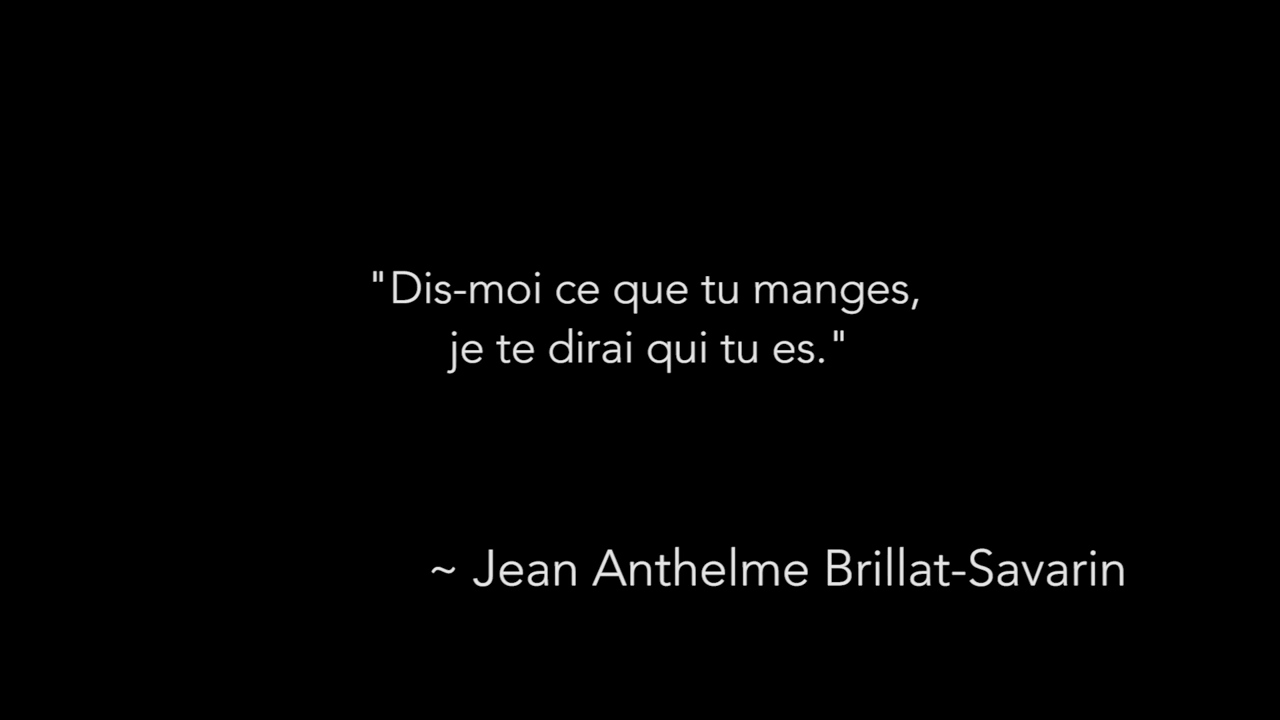 "Dis-moi ce que tu manges,
je te dirai qui tu es."
~ Jean Anthelme Brillat-Savarin